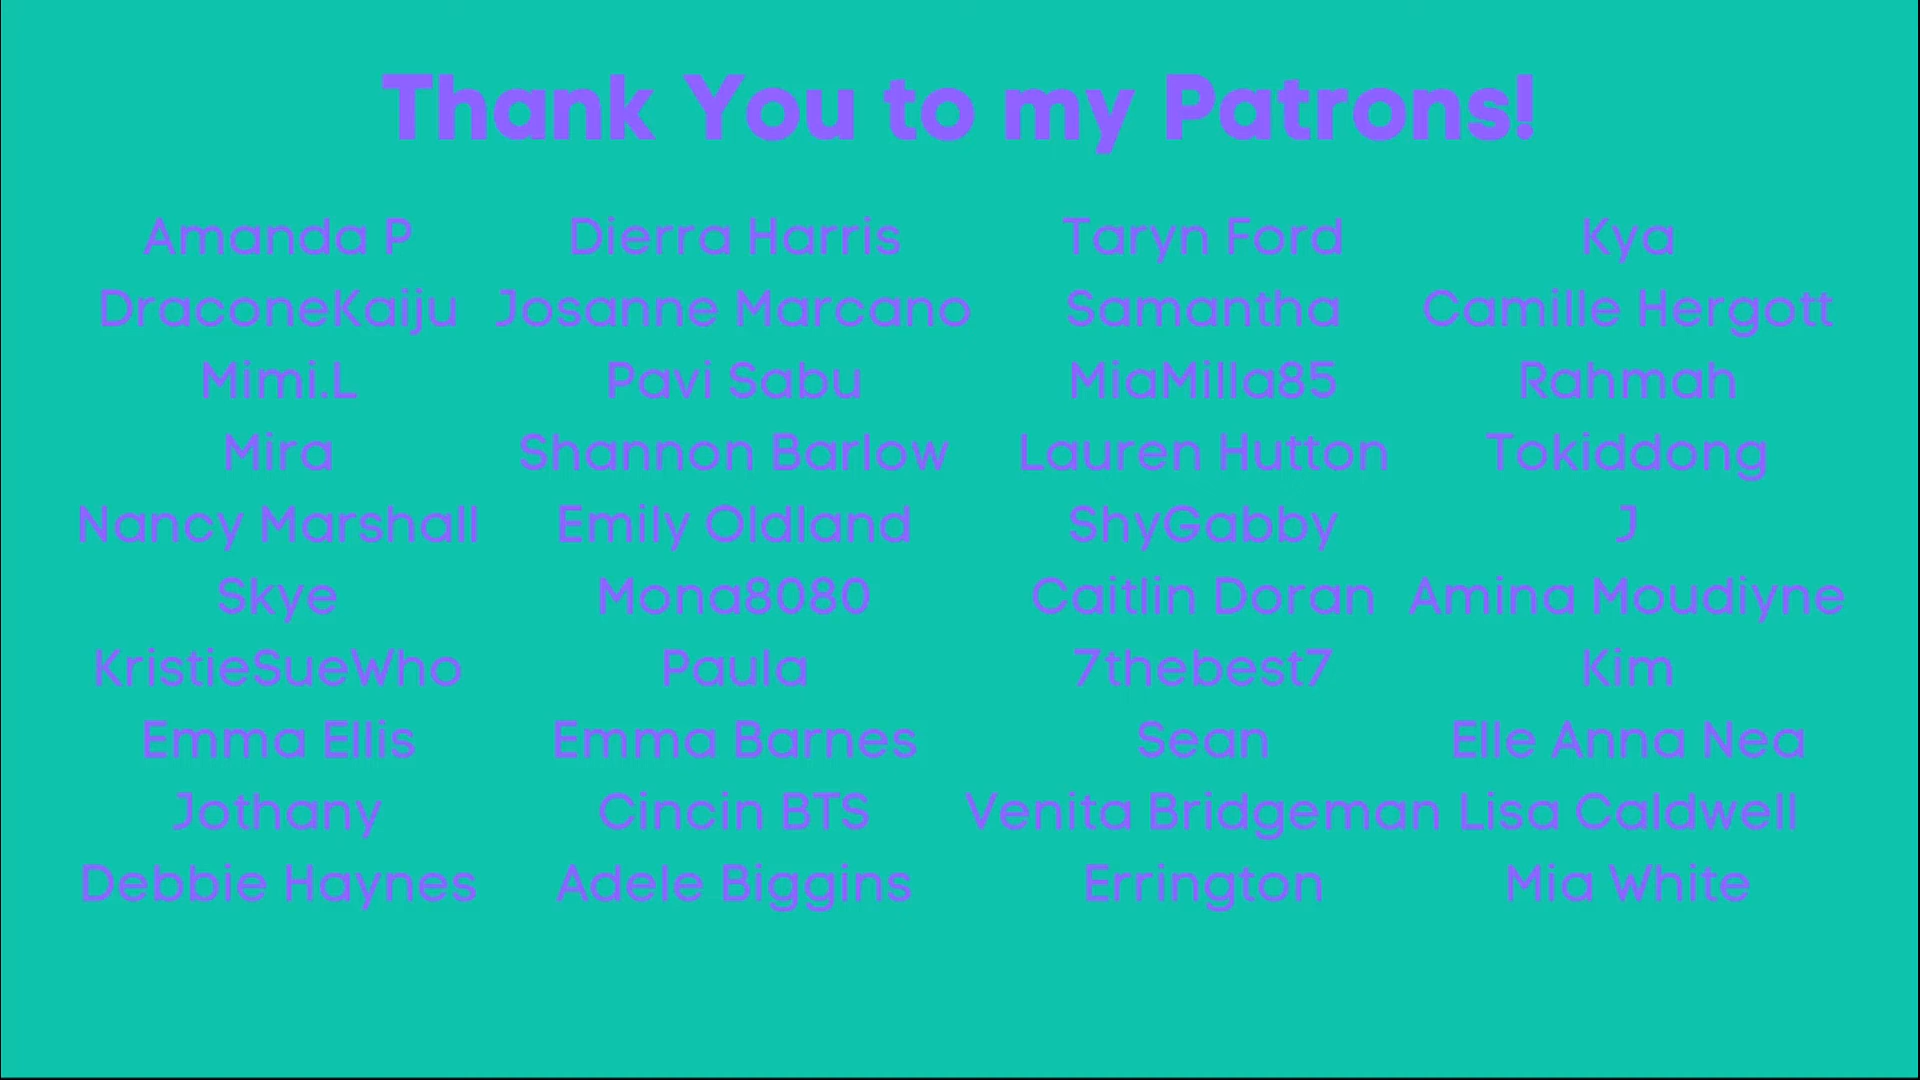 Thank You to my Patrons!
Amanda P Dierra Harris Taryn Ford Kya
DraconeKaiju Josanne Marcano Samantha Camille Hergott
Mimi.L Pavi Sabu MiaMilla85 Rahmah
Mira Shannon Barlow Lauren Hutton Tokiddong
Nancy Marshall Emily Oldland ShyGabby J
Skye Mona8080 Caitlin Doran Amina Moudiyne
KristieSueWho Paula 7thebest7 Kim
Emma Ellis Emma Barnes Sean Elle Anna Nea
Jothany Cincin BTS Venita Bridgeman Lisa Caldwell
Debbie Haynes Adele Biggins Errington Mia White